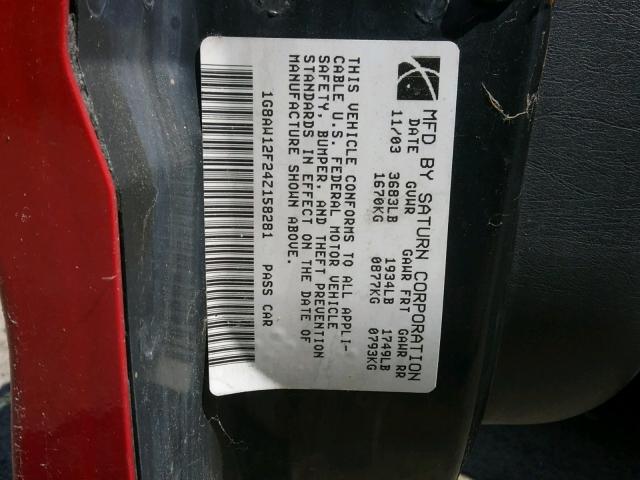 MFD BY SATURN CORPORATION
DATE GVWR GAWR FRT GAWR RR
11/03 3683LB 1934LB 1749LB
1670KG 0877KG 0793KG
THIS VEHICLE CONFORMS TO ALL APPLI-
CABLE U.S. FEDERAL MOTOR VEHICLE
SAFETY, BUMPER, AND THEFT PREVENTION
STANDARDS IN EFFECT ON THE DATE OF
MANUFACTURE SHOWN ABOVE.
1G8AW12F24Z158281 PASS CAR